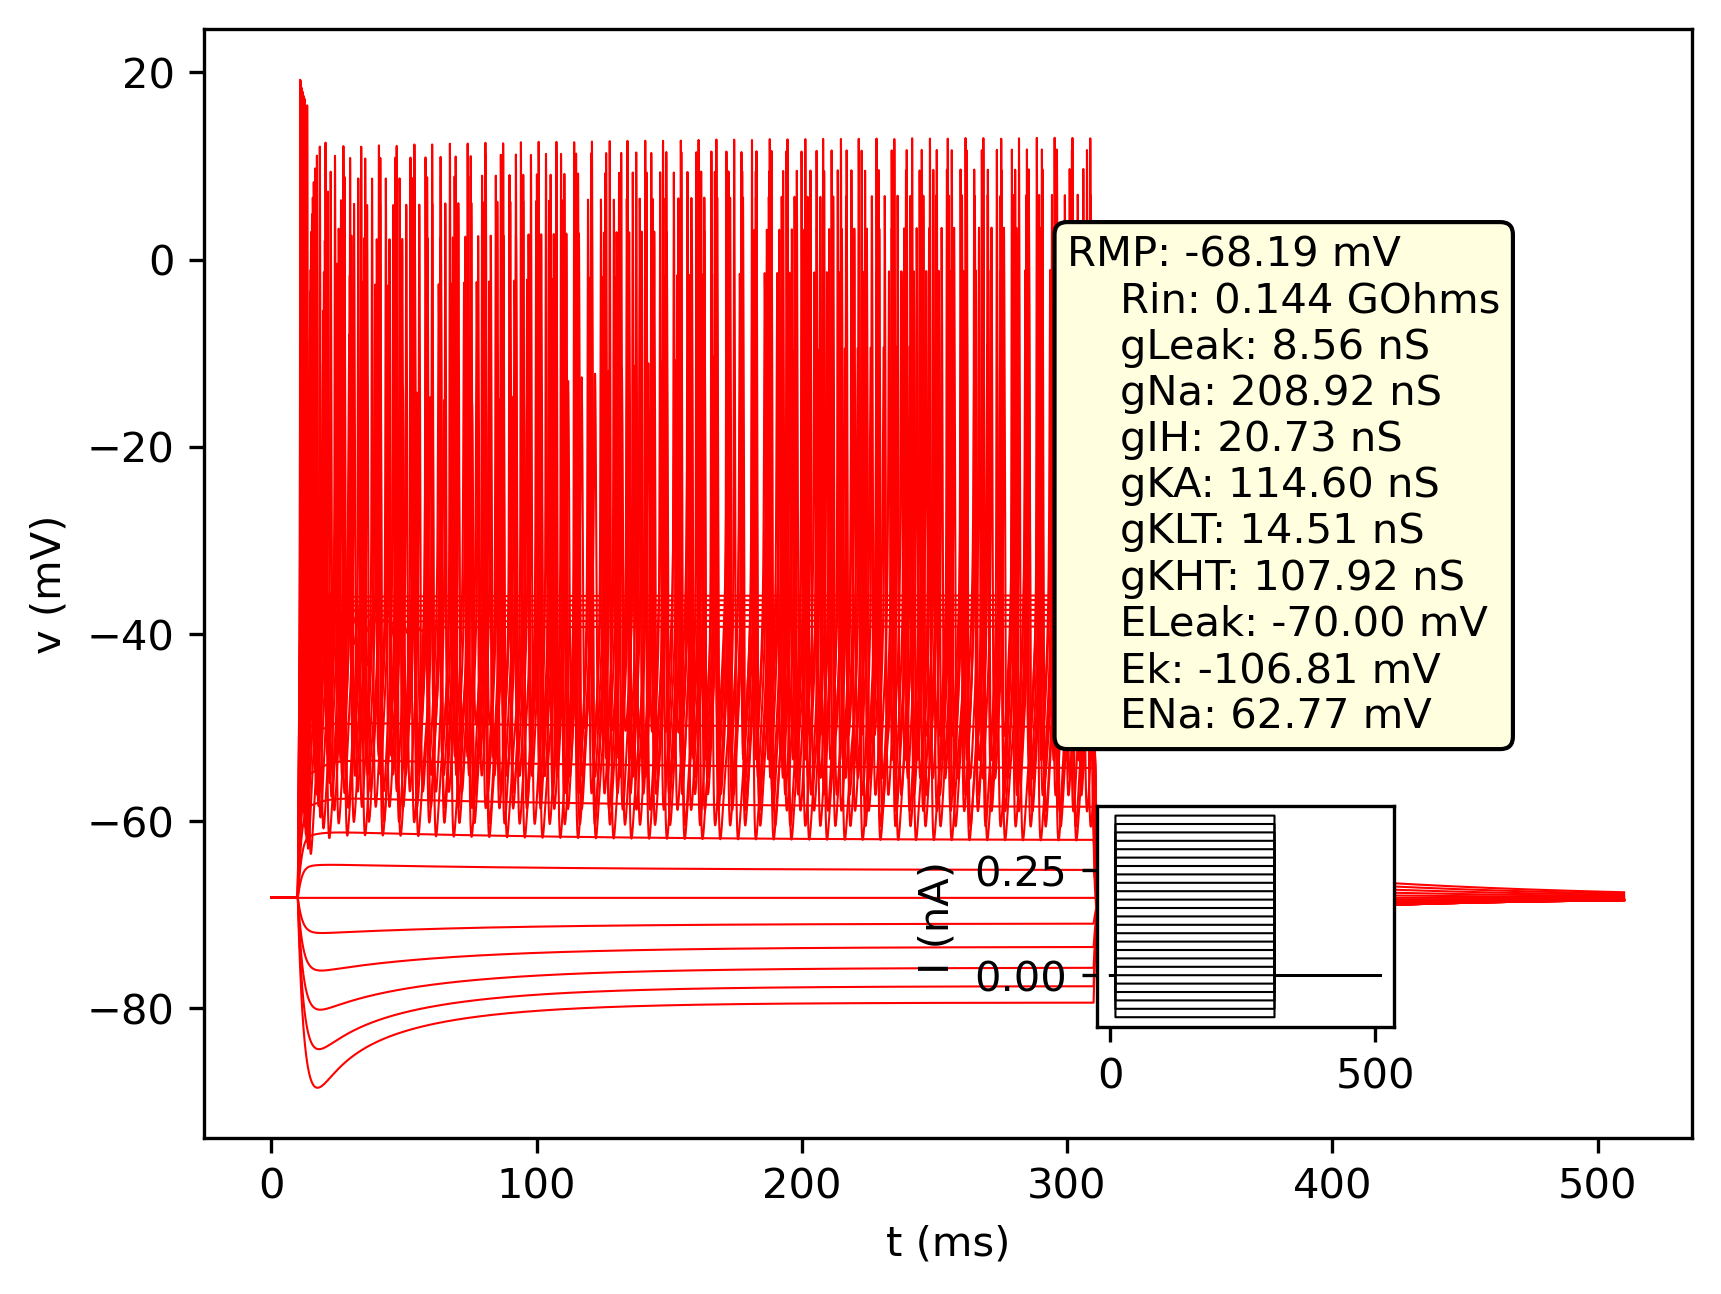 20
0
−20
−40
−60
−80
v (mV)
RMP: -68.19 mV
Rin: 0.144 GOhms
gLeak: 8.56 nS
gNa: 208.92 nS
gIH: 20.73 nS
gKA: 114.60 nS
gKLT: 14.51 nS
gKHT: 107.92 nS
ELeak: -70.00 mV
Ek: -106.81 mV
ENa: 62.77 mV
I (nA)
0.25
0.00
0 500
0 100 200 300 400 500
t (ms)